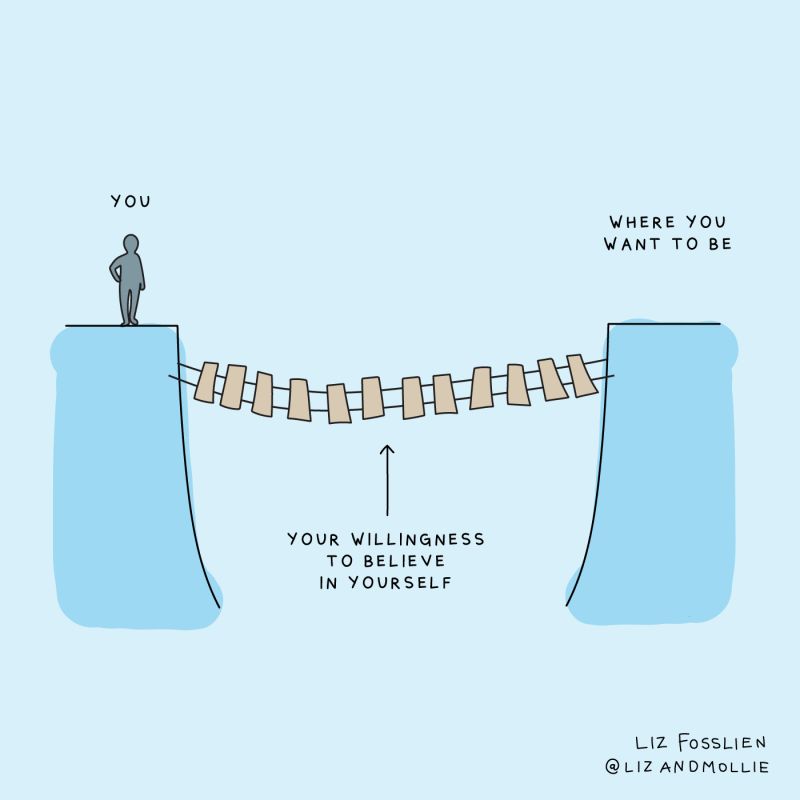 YOU
WHERE YOU
WANT TO BE
YOUR WILLINGNESS
TO BELIEVE
IN YOURSELF
LIZ FOSSLIEN
@LIZANDMOLLIE